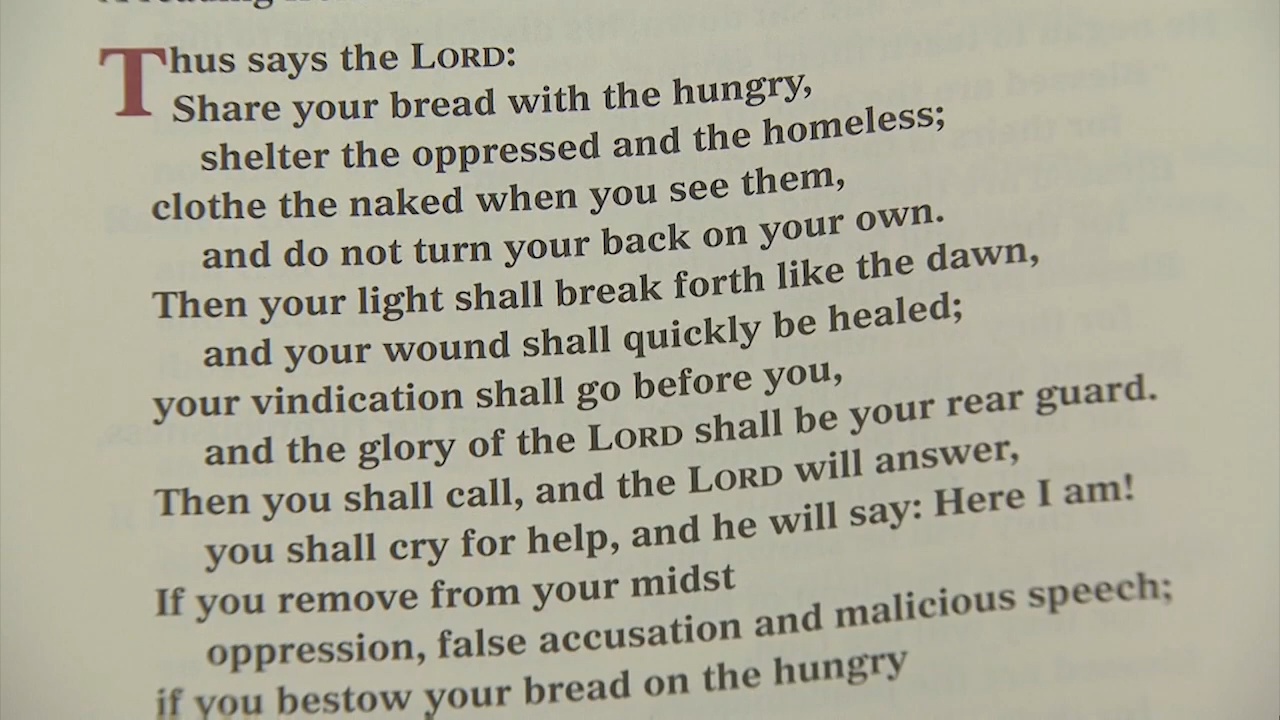 Thus says the LORD:
Share your bread with the hungry,
shelter the oppressed and the homeless;
clothe the naked when you see them,
and do not turn your back on your own.
Then your light shall break forth like the dawn,
and your wound shall quickly be healed;
your vindication shall go before you,
and the glory of the LORD shall be your rear guard.
Then you shall call, and the LORD will answer,
you shall cry for help, and he will say: Here I am!
If you remove from your midst
oppression, false accusation and malicious speech;
if you bestow your bread on the hungry